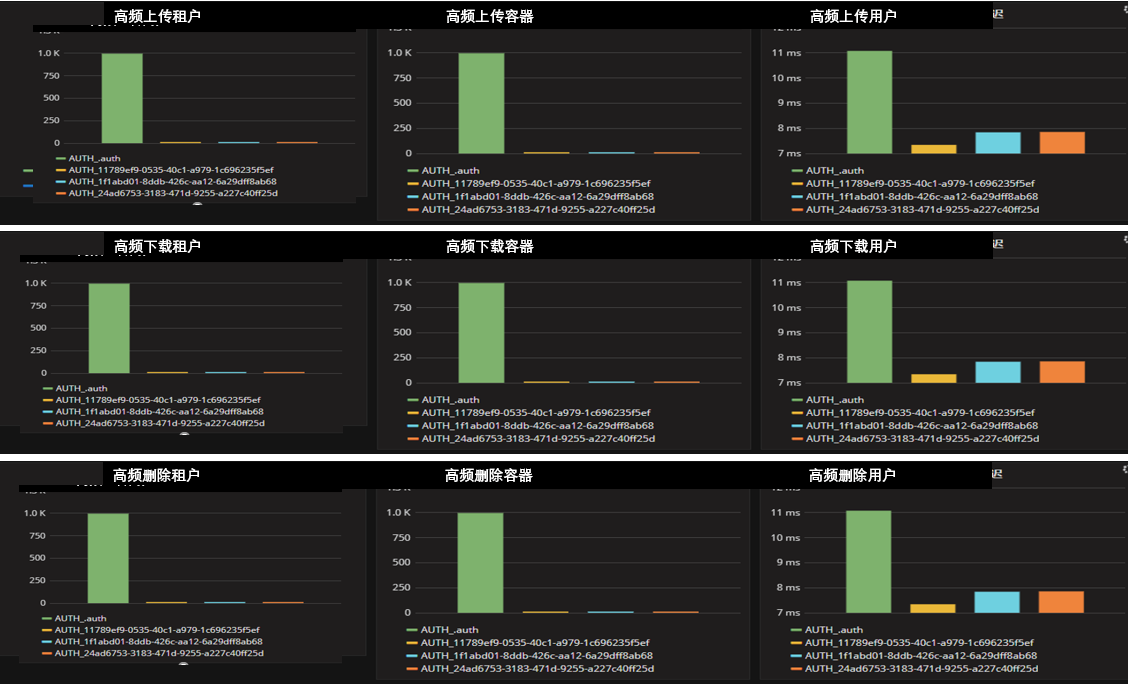 高频上传租户
高频上传容器
高频上传用户
1.0 K
750
500
250
0
AUTH_.auth
AUTH_11789ef9-0535-40c1-a979-1c696235f5ef
AUTH_1f1abd01-8ddb-426c-aa12-6a29dff8ab68
AUTH_24ad6753-3183-471d-9255-a227c40ff25d
1.0 K
750
500
250
0
AUTH_.auth
AUTH_11789ef9-0535-40c1-a979-1c696235f5ef
AUTH_1f1abd01-8ddb-426c-aa12-6a29dff8ab68
AUTH_24ad6753-3183-471d-9255-a227c40ff25d
11 ms
10 ms
9 ms
8 ms
7 ms
AUTH_.auth
AUTH_11789ef9-0535-40c1-a979-1c696235f5ef
AUTH_1f1abd01-8ddb-426c-aa12-6a29dff8ab68
AUTH_24ad6753-3183-471d-9255-a227c40ff25d
高频下载租户
高频下载容器
高频下载用户
1.0 K
750
500
250
0
AUTH_.auth
AUTH_11789ef9-0535-40c1-a979-1c696235f5ef
AUTH_1f1abd01-8ddb-426c-aa12-6a29dff8ab68
AUTH_24ad6753-3183-471d-9255-a227c40ff25d
1.0 K
750
500
250
0
AUTH_.auth
AUTH_11789ef9-0535-40c1-a979-1c696235f5ef
AUTH_1f1abd01-8ddb-426c-aa12-6a29dff8ab68
AUTH_24ad6753-3183-471d-9255-a227c40ff25d
11 ms
10 ms
9 ms
8 ms
7 ms
AUTH_.auth
AUTH_11789ef9-0535-40c1-a979-1c696235f5ef
AUTH_1f1abd01-8ddb-426c-aa12-6a29dff8ab68
AUTH_24ad6753-3183-471d-9255-a227c40ff25d
高频删除租户
高频删除容器
高频删除用户
1.0 K
750
500
250
0
AUTH_.auth
AUTH_11789ef9-0535-40c1-a979-1c696235f5ef
AUTH_1f1abd01-8ddb-426c-aa12-6a29dff8ab68
AUTH_24ad6753-3183-471d-9255-a227c40ff25d
1.0 K
750
500
250
0
AUTH_.auth
AUTH_11789ef9-0535-40c1-a979-1c696235f5ef
AUTH_1f1abd01-8ddb-426c-aa12-6a29dff8ab68
AUTH_24ad6753-3183-471d-9255-a227c40ff25d
11 ms
10 ms
9 ms
8 ms
7 ms
AUTH_.auth
AUTH_11789ef9-0535-40c1-a979-1c696235f5ef
AUTH_1f1abd01-8ddb-426c-aa12-6a29dff8ab68
AUTH_24ad6753-3183-471d-9255-a227c40ff25d